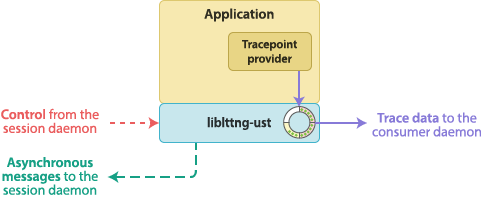 Application
Tracepoint
provider
Control from the
session daemon
liblttng-ust
Trace data to the
consumer daemon
Asynchronous
messages to the
session daemon